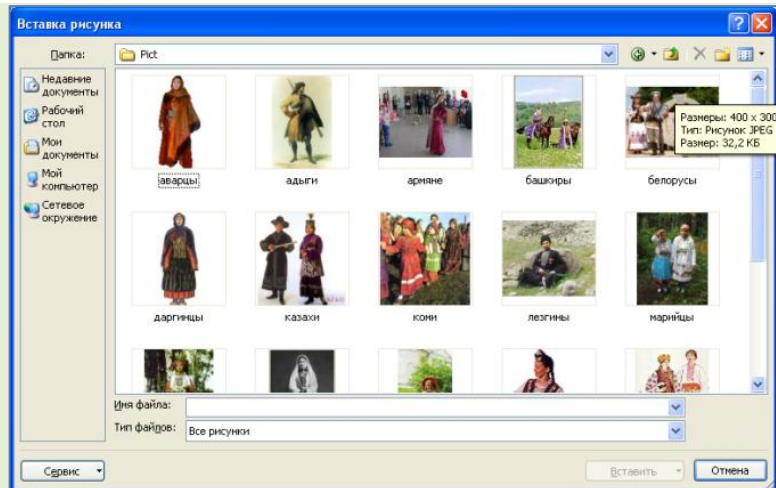 Вставка рисунка
Папка:
Pict
Недавние
документы
Рабочий
стол
Мои
документы
Мой
компьютер
Сетевое
окружение
аварцы
адыги
армяне
башкиры
белорусы
Размеры: 400 x 300
Тип: Рисунок JPEG
Размер: 32,2 КБ
даргинцы
казахи
коми
лезгины
марийцы
Имя файла:
Тип файлов:
Все рисунки
Сервис
Вставить
Отмена